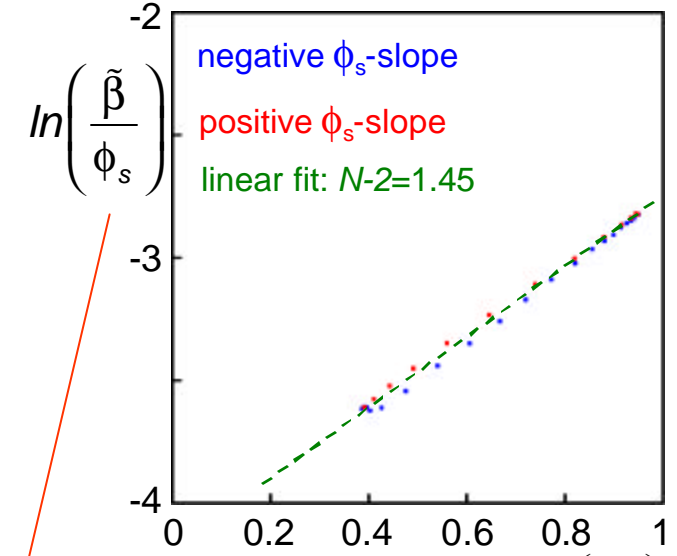 -2
negative ϕs-slope
ln(β̃/ϕs)
positive ϕs-slope
linear fit: N-2=1.45
-3
-4
0 0.2 0.4 0.6 0.8 1